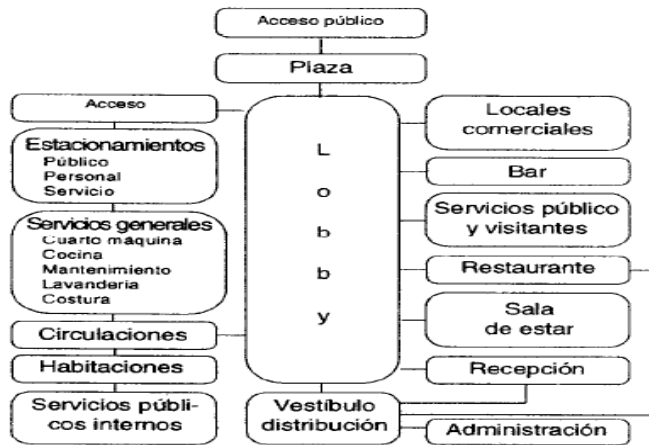 Acceso público
Plaza
Acceso
Estacionamientos
Público
Personal
Servicio
Servicios generales
Cuarto máquina
Cocina
Mantenimiento
Lavandería
Costura
Circulaciones
Habitaciones
Servicios públi-
cos internos
Lobby
Vestíbulo
distribución
Locales
comerciales
Bar
Servicios público
y visitantes
Restaurante
Sala
de estar
Recepción
Administración